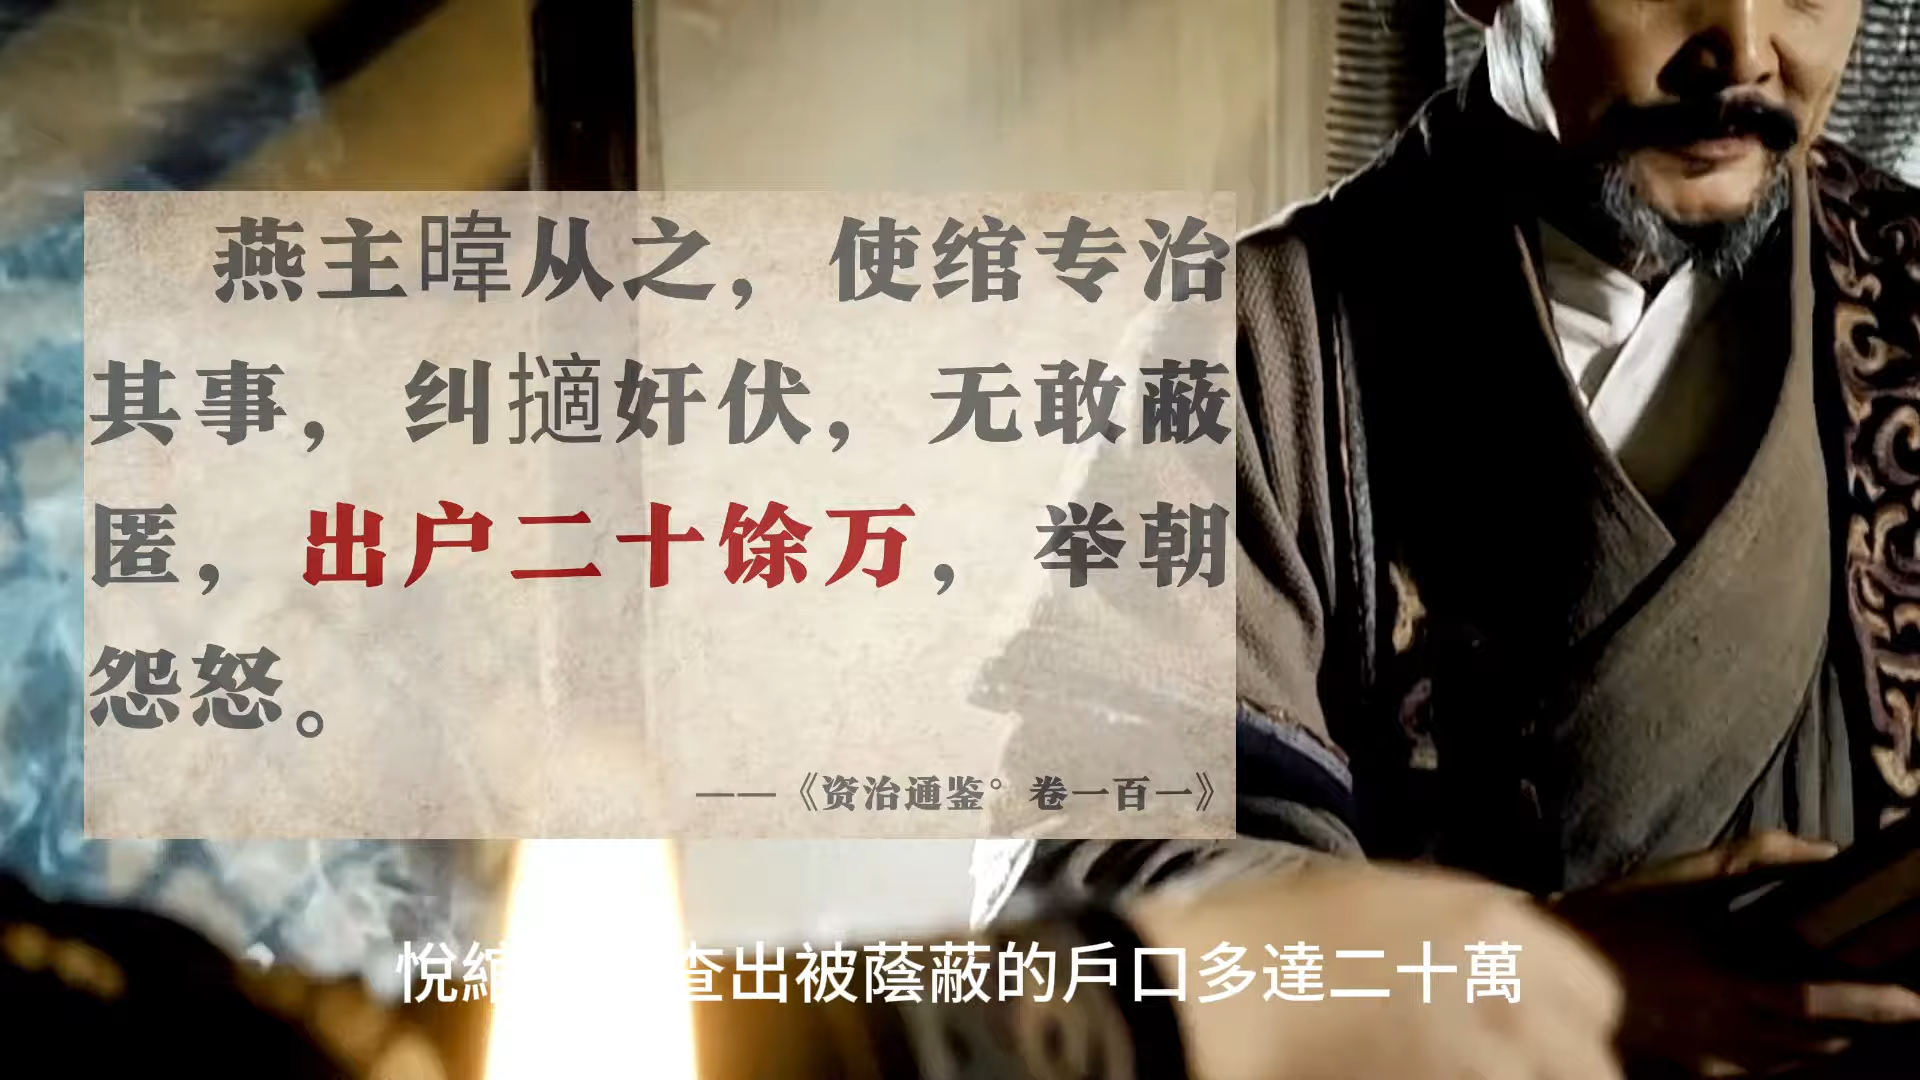 燕主暐从之，使绾专治
其事，纠擿奸伏，无敢蔽
匿，出户二十馀万，举朝
怨怒。
——《资治通鉴°卷一百一》
悅綰查出被蔭蔽的戶口多達二十萬